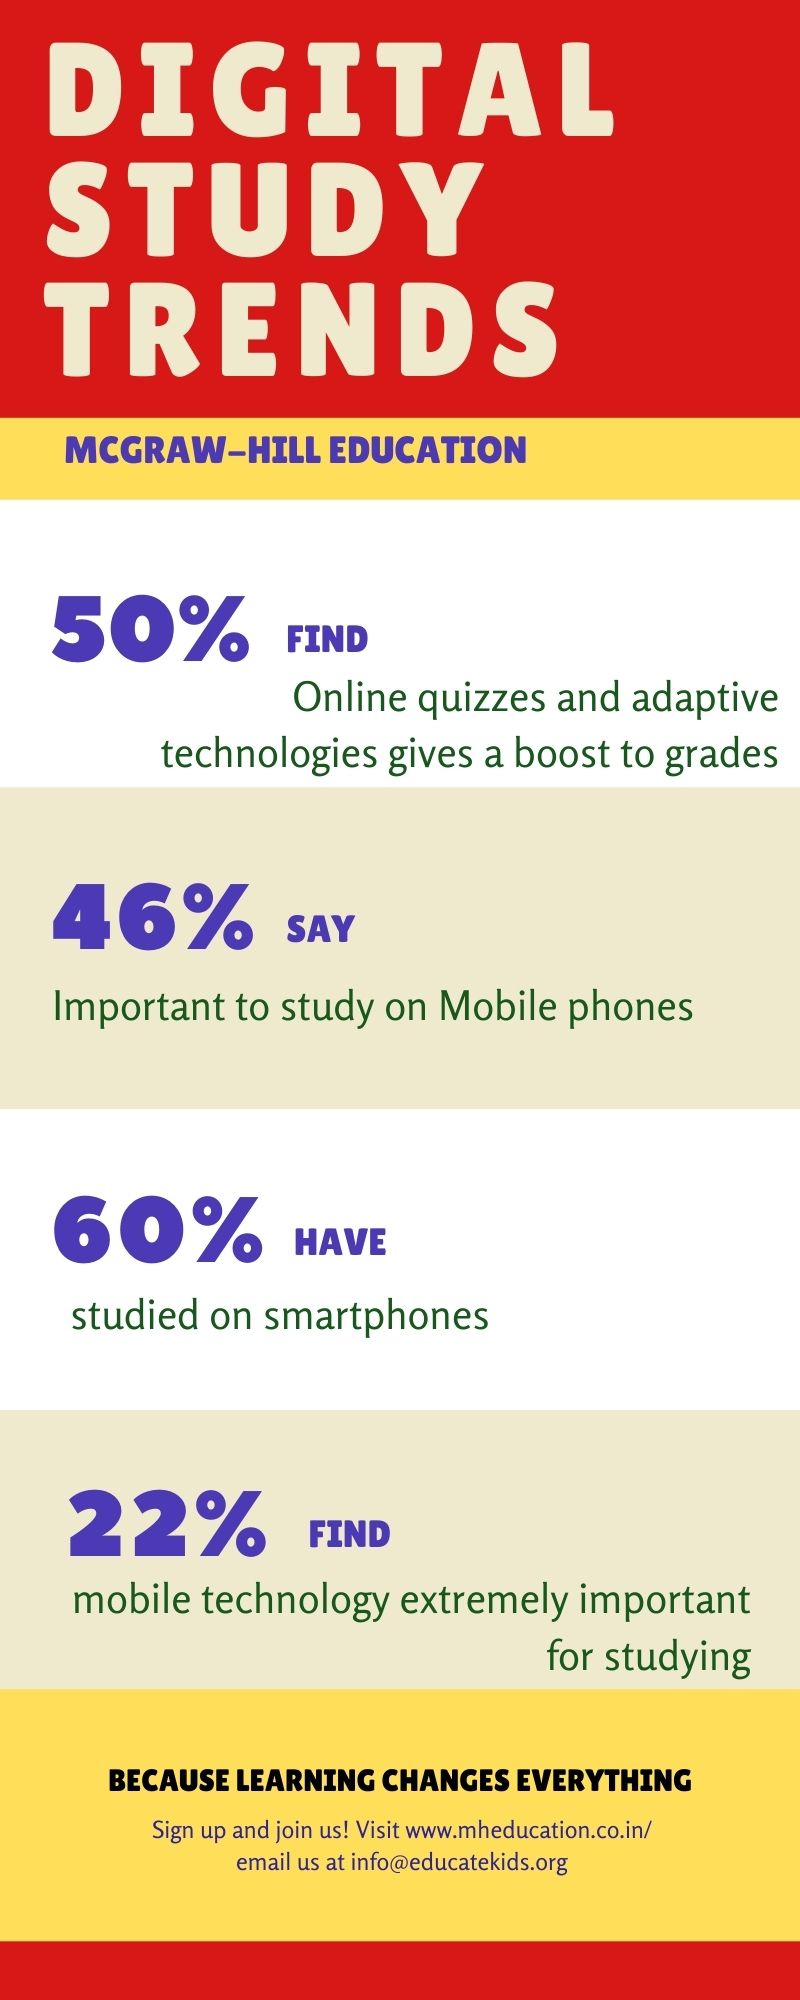 DIGITAL
STUDY
TRENDS
MCGRAW-HILL EDUCATION
50% FIND
Online quizzes and adaptive
technologies gives a boost to grades
46% SAY
Important to study on Mobile phones
60% HAVE
studied on smartphones
22% FIND
mobile technology extremely important
for studying
BECAUSE LEARNING CHANGES EVERYTHING
Sign up and join us! Visit www.mheducation.co.in/
email us at info@educatekids.org